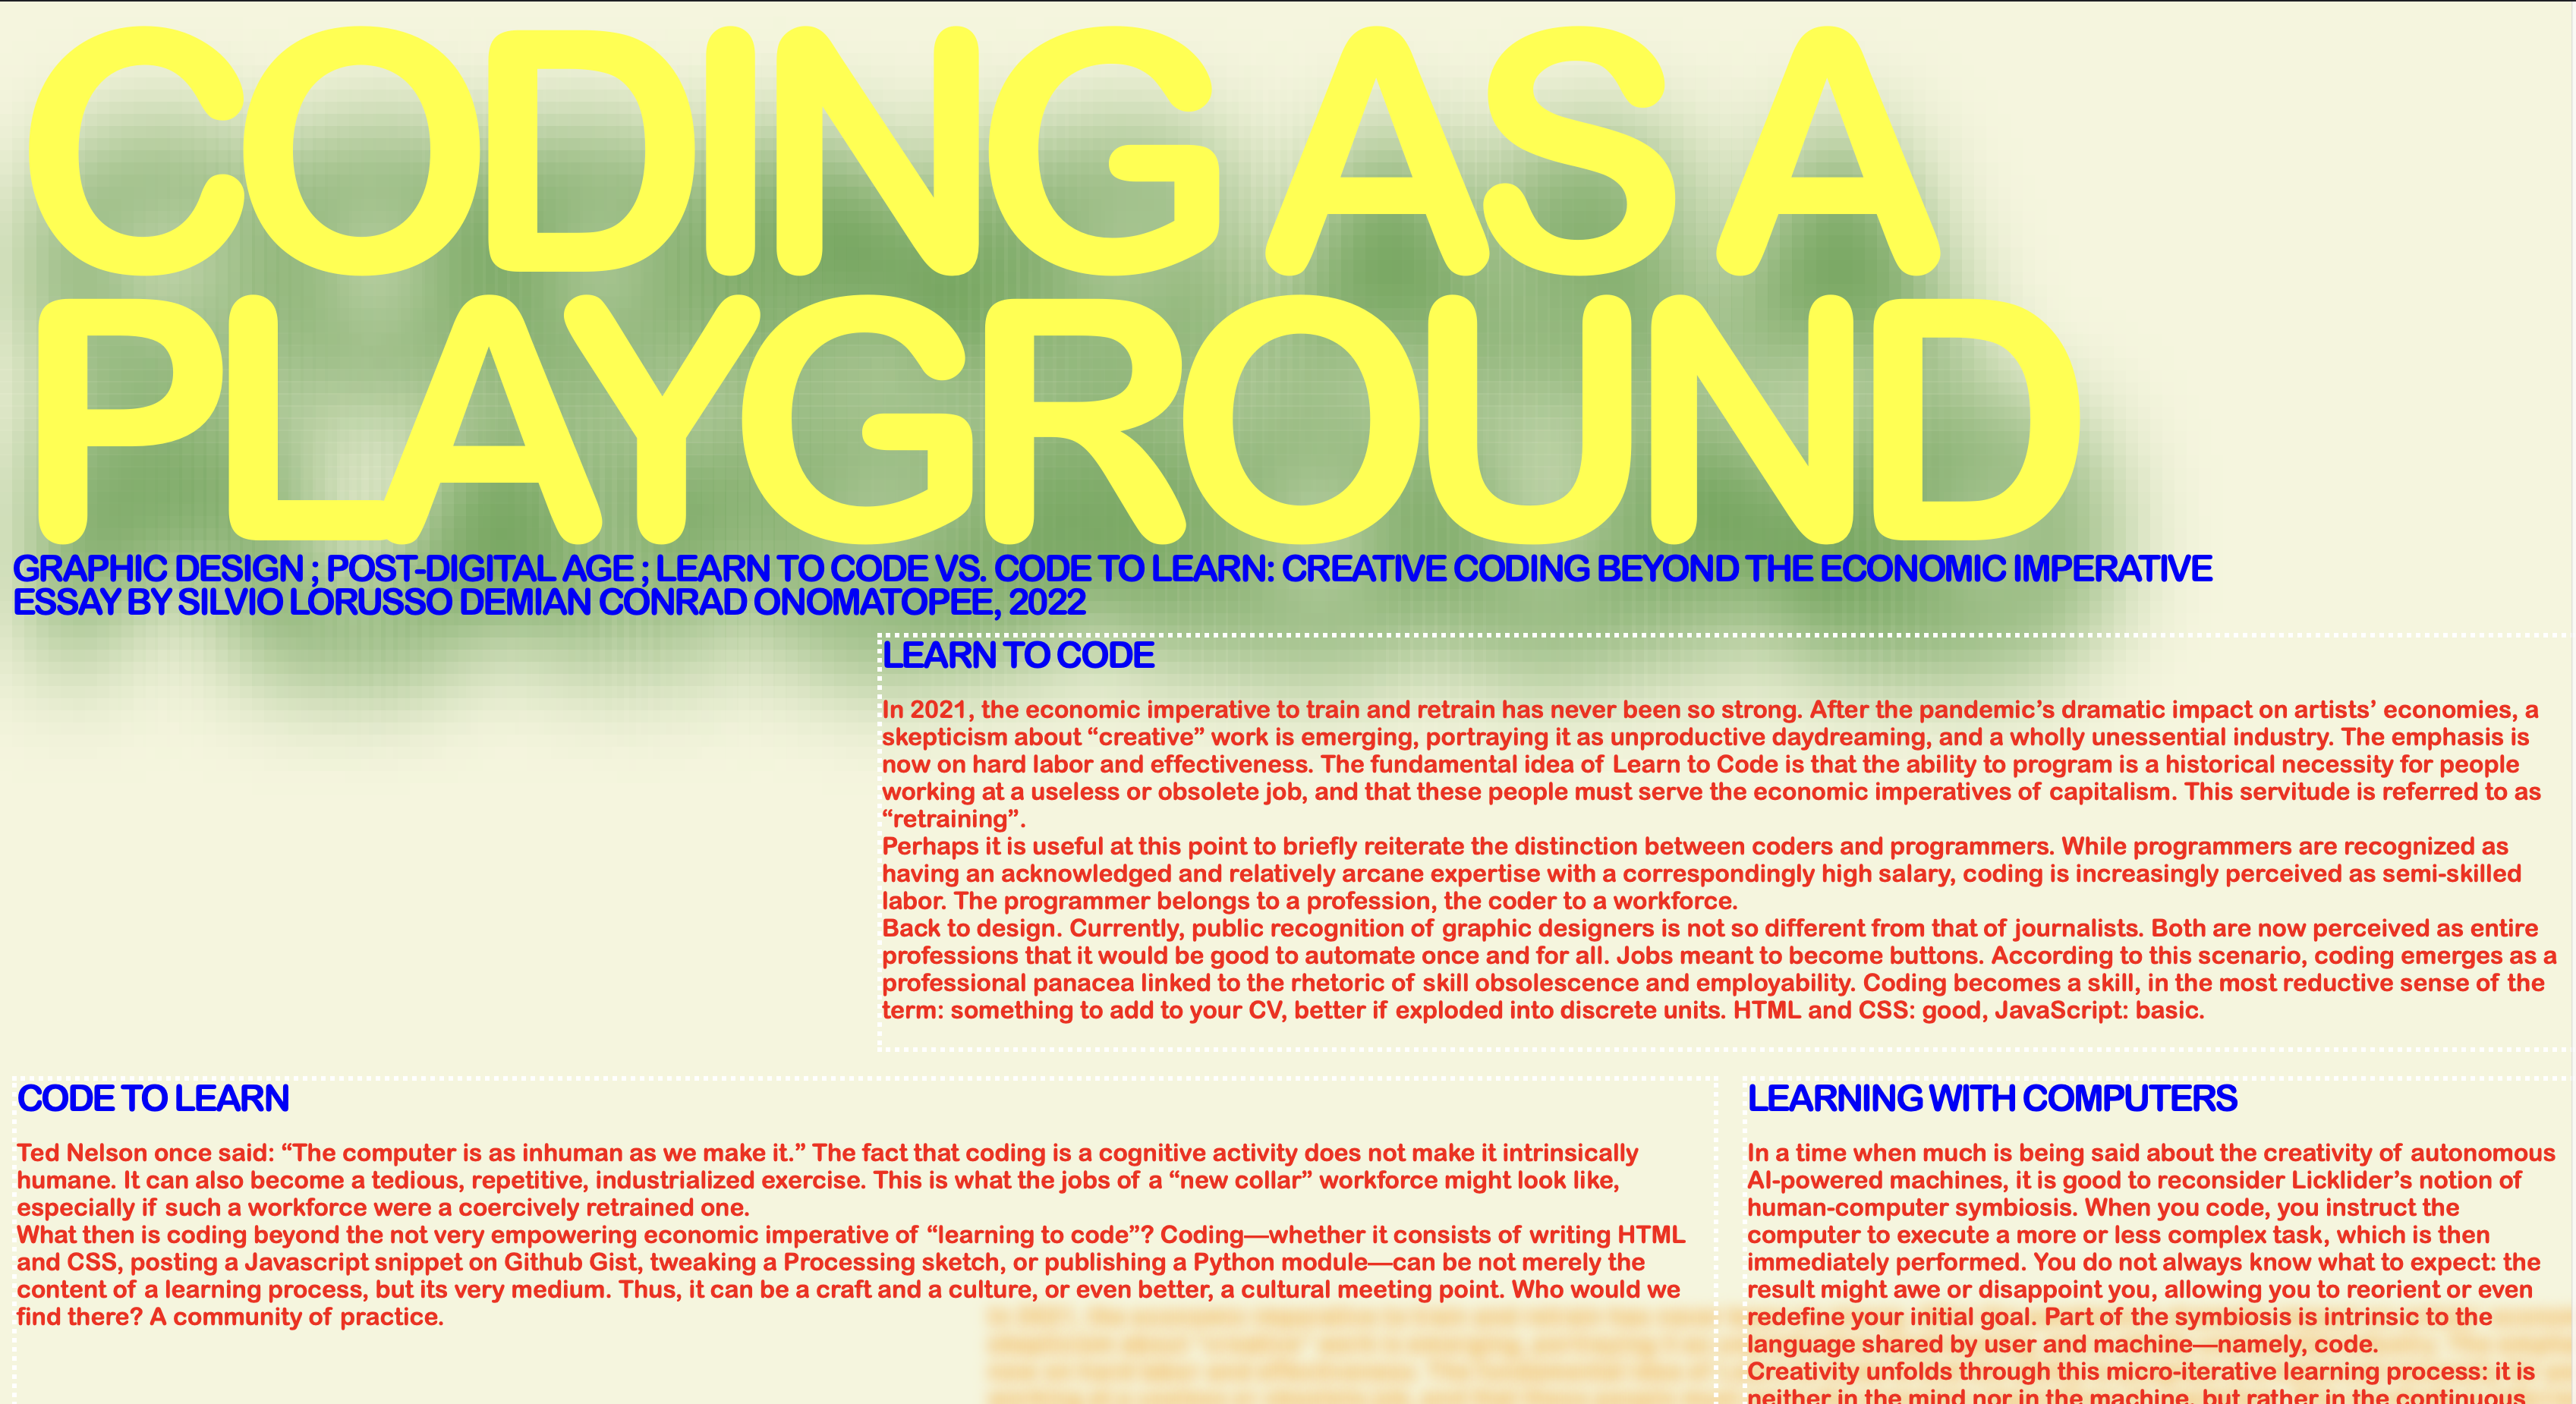 CODING AS A
PLAYGROUND
GRAPHIC DESIGN ; POST-DIGITAL AGE ; LEARN TO CODE VS. CODE TO LEARN: CREATIVE CODING BEYOND THE ECONOMIC IMPERATIVE
ESSAY BY SILVIO LORUSSO DEMIAN CONRAD ONOMATOPEE, 2022
LEARN TO CODE
In 2021, the economic imperative to train and retrain has never been so strong. After the pandemic’s dramatic impact on artists’ economies, a
skepticism about “creative” work is emerging, portraying it as unproductive daydreaming, and a wholly unessential industry. The emphasis is
now on hard labor and effectiveness. The fundamental idea of Learn to Code is that the ability to program is a historical necessity for people
working at a useless or obsolete job, and that these people must serve the economic imperatives of capitalism. This servitude is referred to as
“retraining”.
Perhaps it is useful at this point to briefly reiterate the distinction between coders and programmers. While programmers are recognized as
having an acknowledged and relatively arcane expertise with a correspondingly high salary, coding is increasingly perceived as semi-skilled
labor. The programmer belongs to a profession, the coder to a workforce.
Back to design. Currently, public recognition of graphic designers is not so different from that of journalists. Both are now perceived as entire
professions that it would be good to automate once and for all. Jobs meant to become buttons. According to this scenario, coding emerges as a
professional panacea linked to the rhetoric of skill obsolescence and employability. Coding becomes a skill, in the most reductive sense of the
term: something to add to your CV, better if exploded into discrete units. HTML and CSS: good, JavaScript: basic.
CODE TO LEARN
Ted Nelson once said: “The computer is as inhuman as we make it.” The fact that coding is a cognitive activity does not make it intrinsically
humane. It can also become a tedious, repetitive, industrialized exercise. This is what the jobs of a “new collar” workforce might look like,
especially if such a workforce were a coercively retrained one.
What then is coding beyond the not very empowering economic imperative of “learning to code”? Coding—whether it consists of writing HTML
and CSS, posting a Javascript snippet on Github Gist, tweaking a Processing sketch, or publishing a Python module—can be not merely the
content of a learning process, but its very medium. Thus, it can be a craft and a culture, or even better, a cultural meeting point. Who would we
find there? A community of practice.
LEARNING WITH COMPUTERS
In a time when much is being said about the creativity of autonomous
AI-powered machines, it is good to reconsider Licklider’s notion of
human-computer symbiosis. When you code, you instruct the
computer to execute a more or less complex task, which is then
immediately performed. You do not always know what to expect: the
result might awe or disappoint you, allowing you to reorient or even
redefine your initial goal. Part of the symbiosis is intrinsic to the
language shared by user and machine—namely, code.
Creativity unfolds through this micro-iterative learning process: it is
neither in the mind nor in the machine, but rather in the continuous